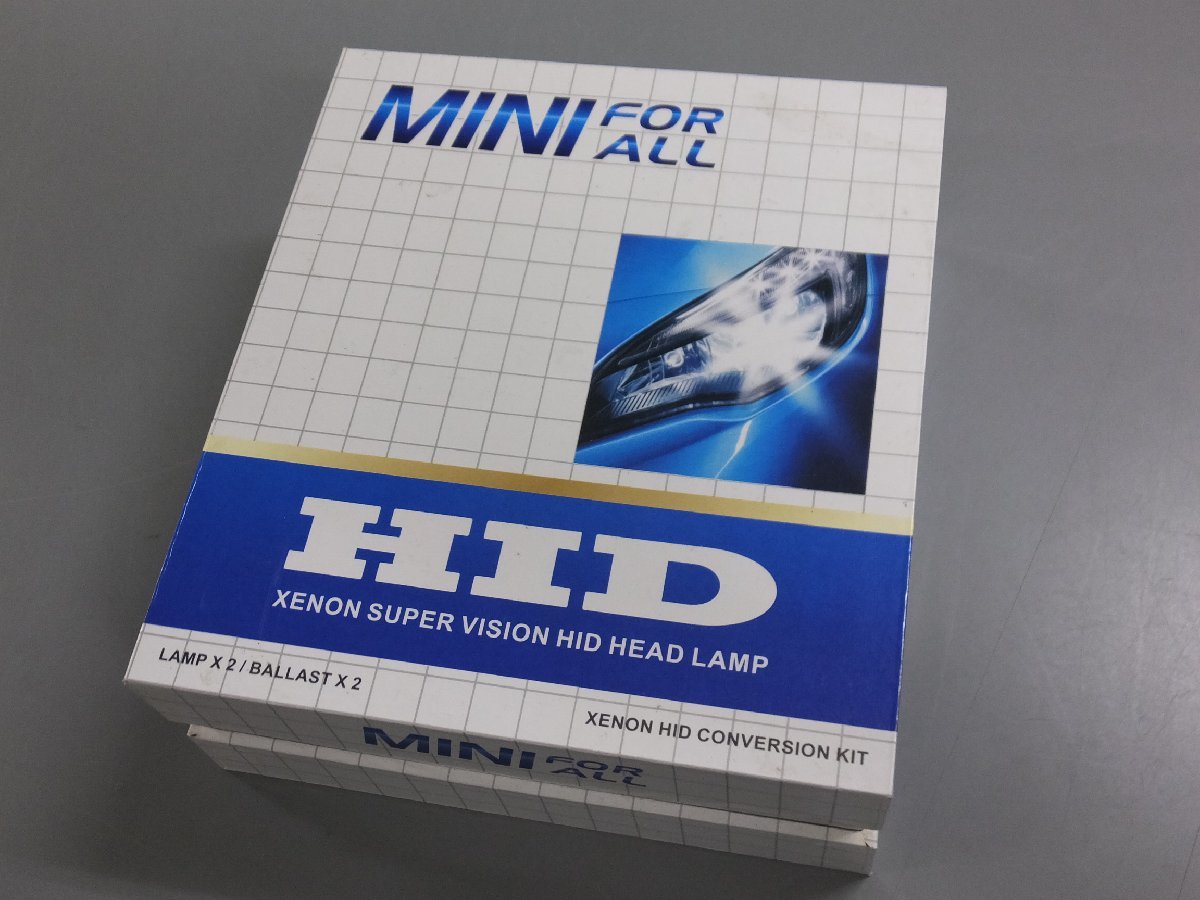 MINI FOR
ALL
HID
XENON SUPER VISION HID HEAD LAMP
LAMP X 2 / BALLAST X 2
XENON HID CONVERSION KIT
MINI FOR
ALL